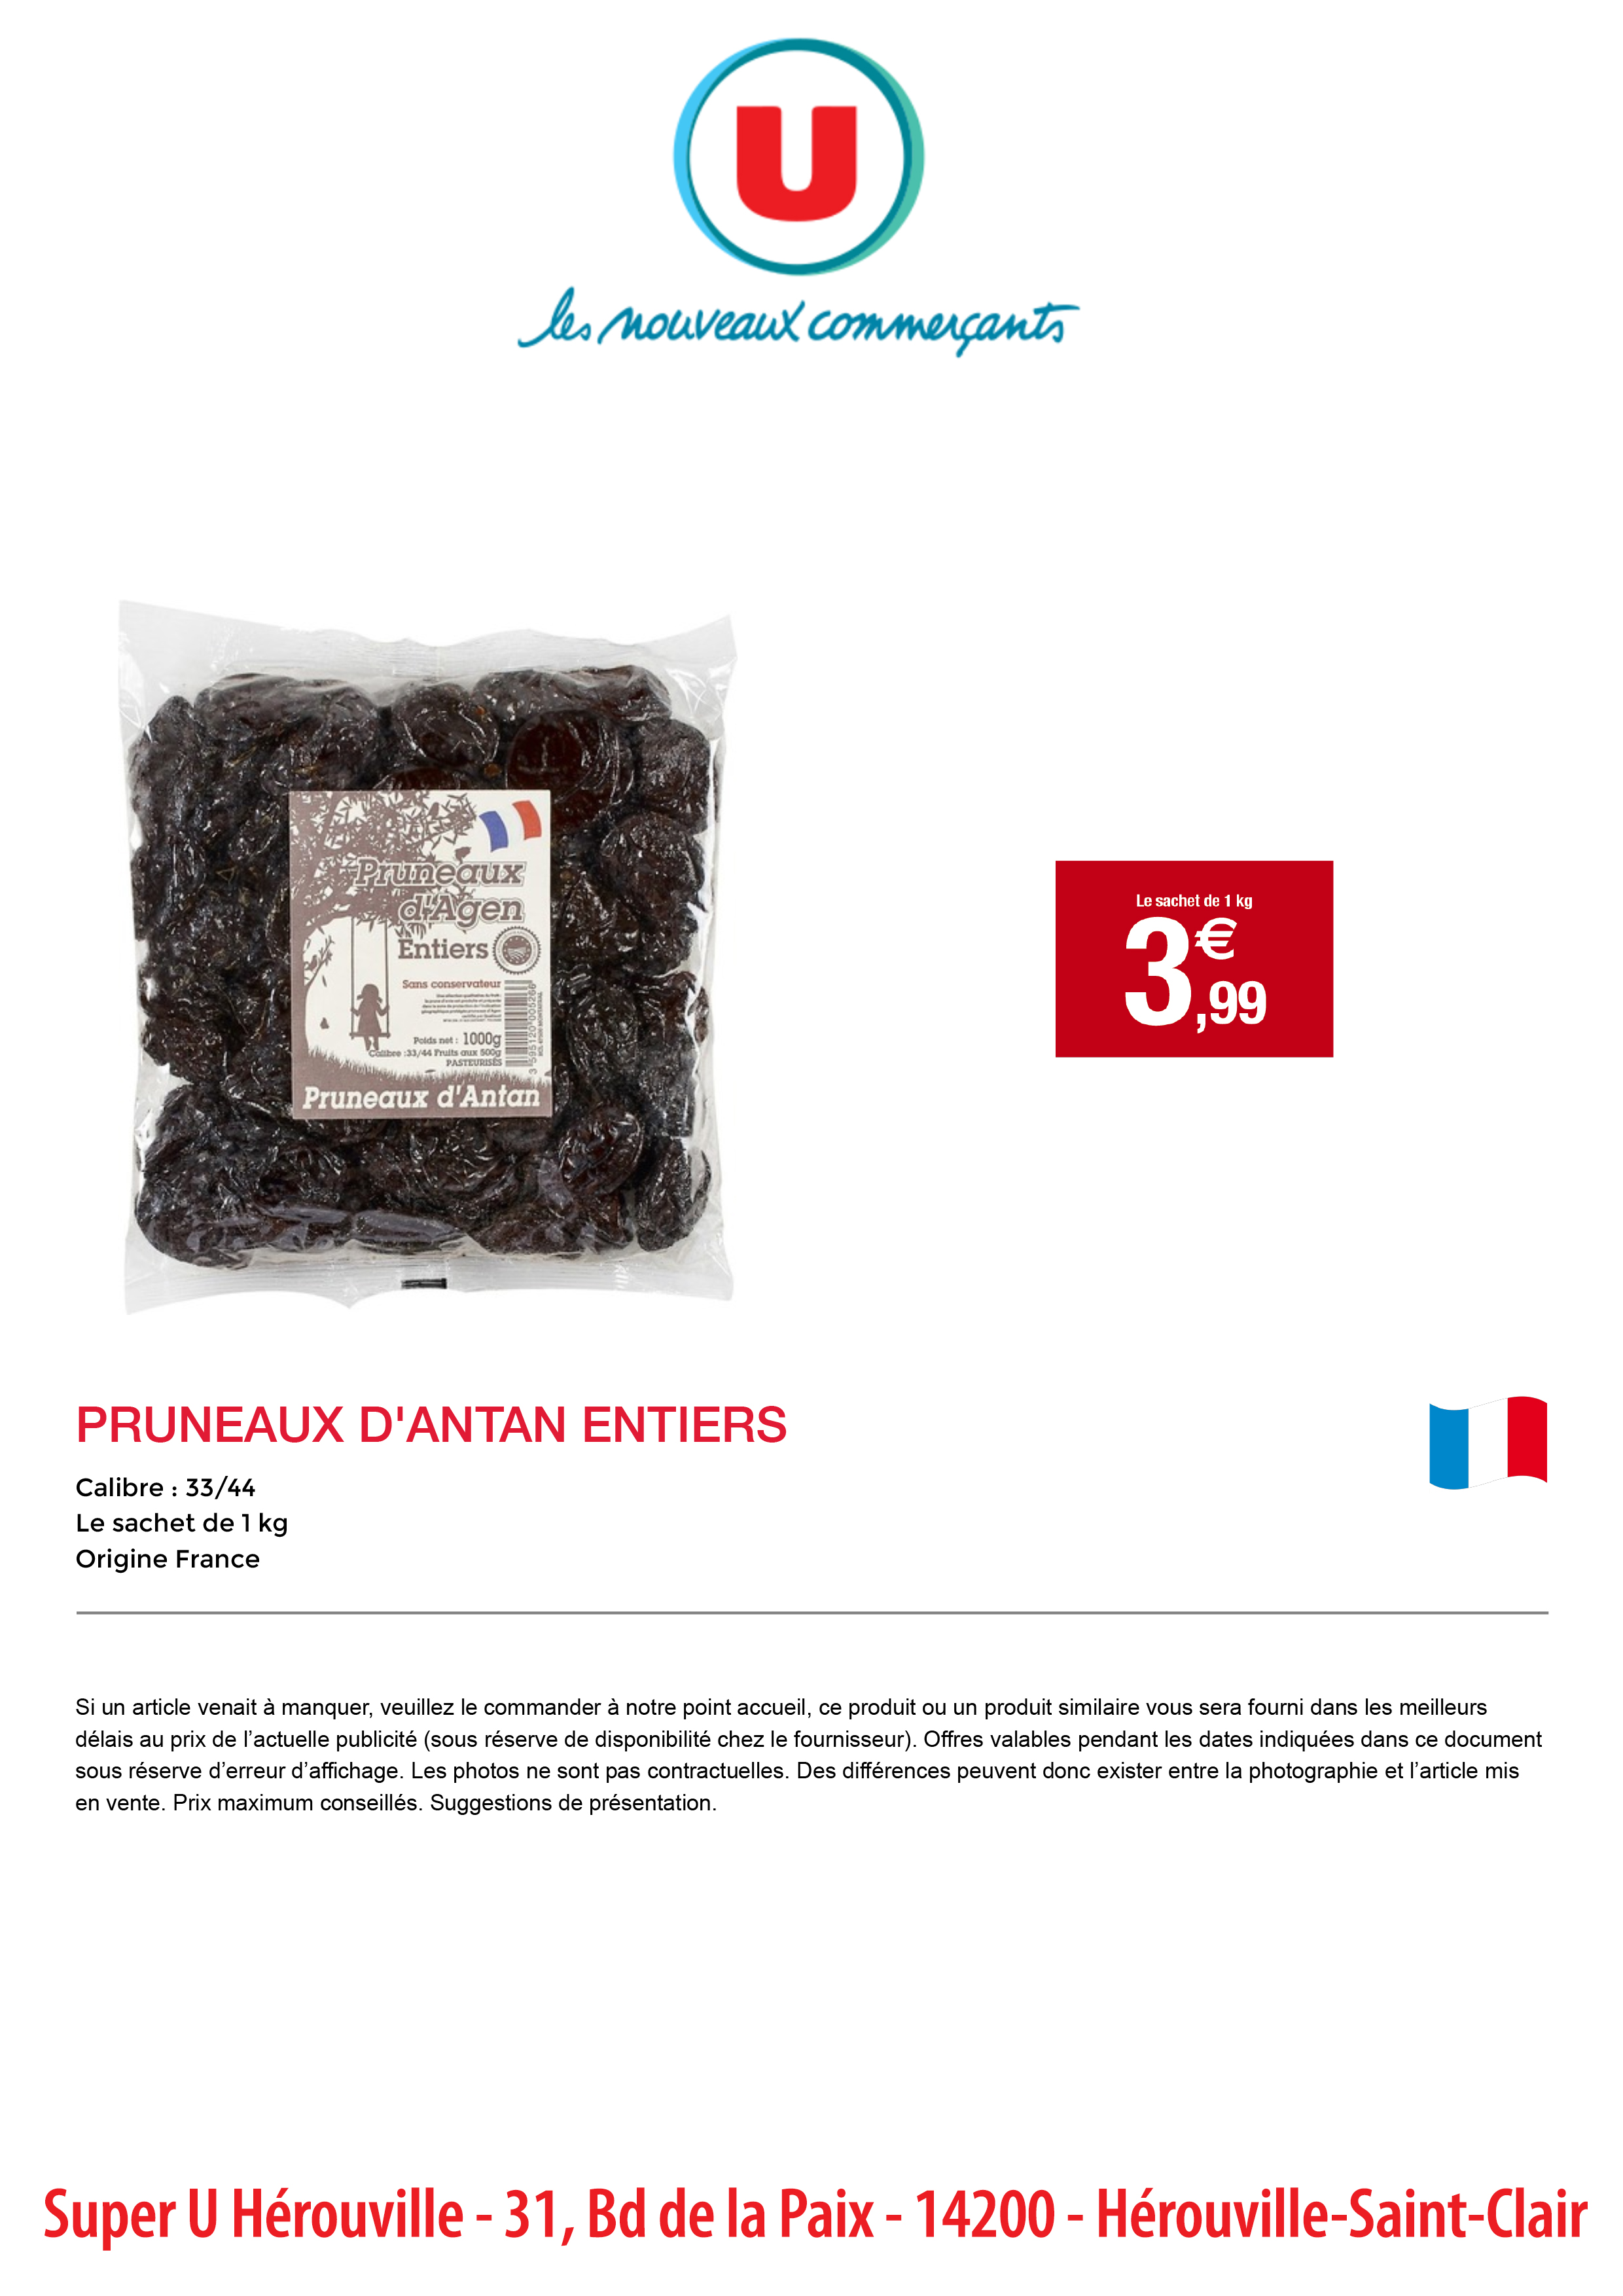 U
les nouveaux commerçants
Pruneaux
d'Agen
Entiers
Sans conservateur
Poids net : 1000g
Calibre :33/44 Fruits aux 500g
PASTEURISÉS
Pruneaux d'Antan
Le sachet de 1 kg
3€,99
PRUNEAUX D'ANTAN ENTIERS
Calibre : 33/44
Le sachet de 1 kg
Origine France
Si un article venait à manquer, veuillez le commander à notre point accueil, ce produit ou un produit similaire vous sera fourni dans les meilleurs
délais au prix de l’actuelle publicité (sous réserve de disponibilité chez le fournisseur). Offres valables pendant les dates indiquées dans ce document
sous réserve d’erreur d’affichage. Les photos ne sont pas contractuelles. Des différences peuvent donc exister entre la photographie et l’article mis
en vente. Prix maximum conseillés. Suggestions de présentation.
Super U Hérouville - 31, Bd de la Paix - 14200 - Hérouville-Saint-Clair